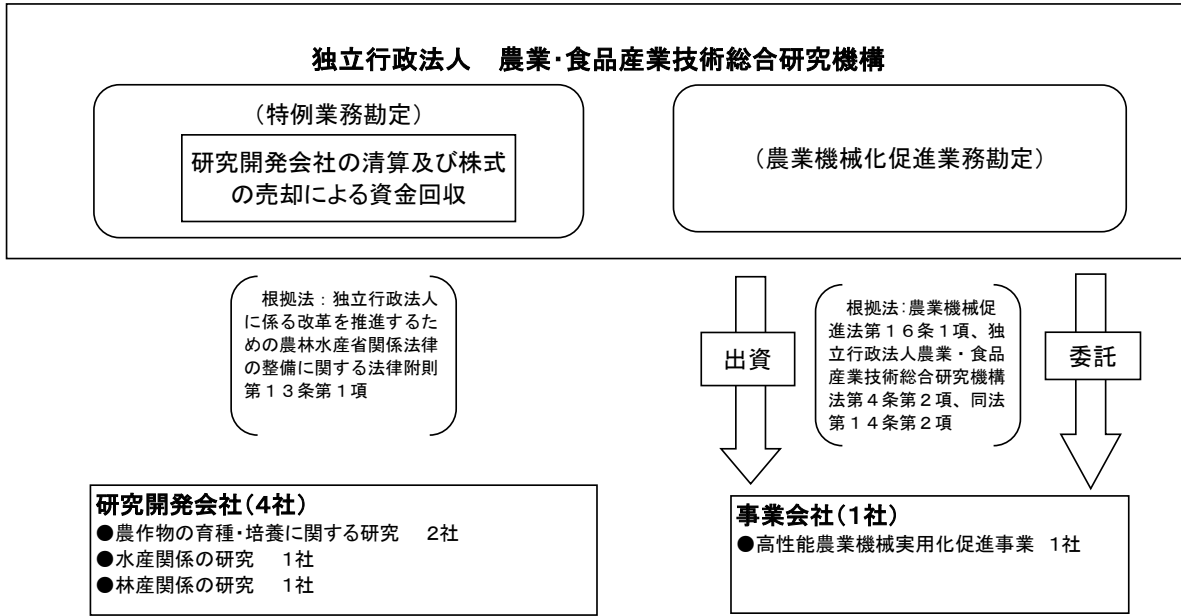 独立行政法人　農業・食品産業技術総合研究機構
（特例業務勘定）
研究開発会社の清算及び株式
の売却による資金回収
（農業機械化促進業務勘定）
根拠法：独立行政法人
に係る改革を推進するた
めの農林水産省関係法律
の整備に関する法律附則
第１３条第１項
出資
根拠法：農業機械促
進法第１６条１項、独
立行政法人農業・食品
産業技術総合研究機構
法第４条第２項、同法
第１４条第２項
委託
研究開発会社（４社）
●農作物の育種・培養に関する研究　２社
●水産関係の研究　１社
●林産関係の研究　１社
事業会社（１社）
●高性能農業機械実用化促進事業　１社